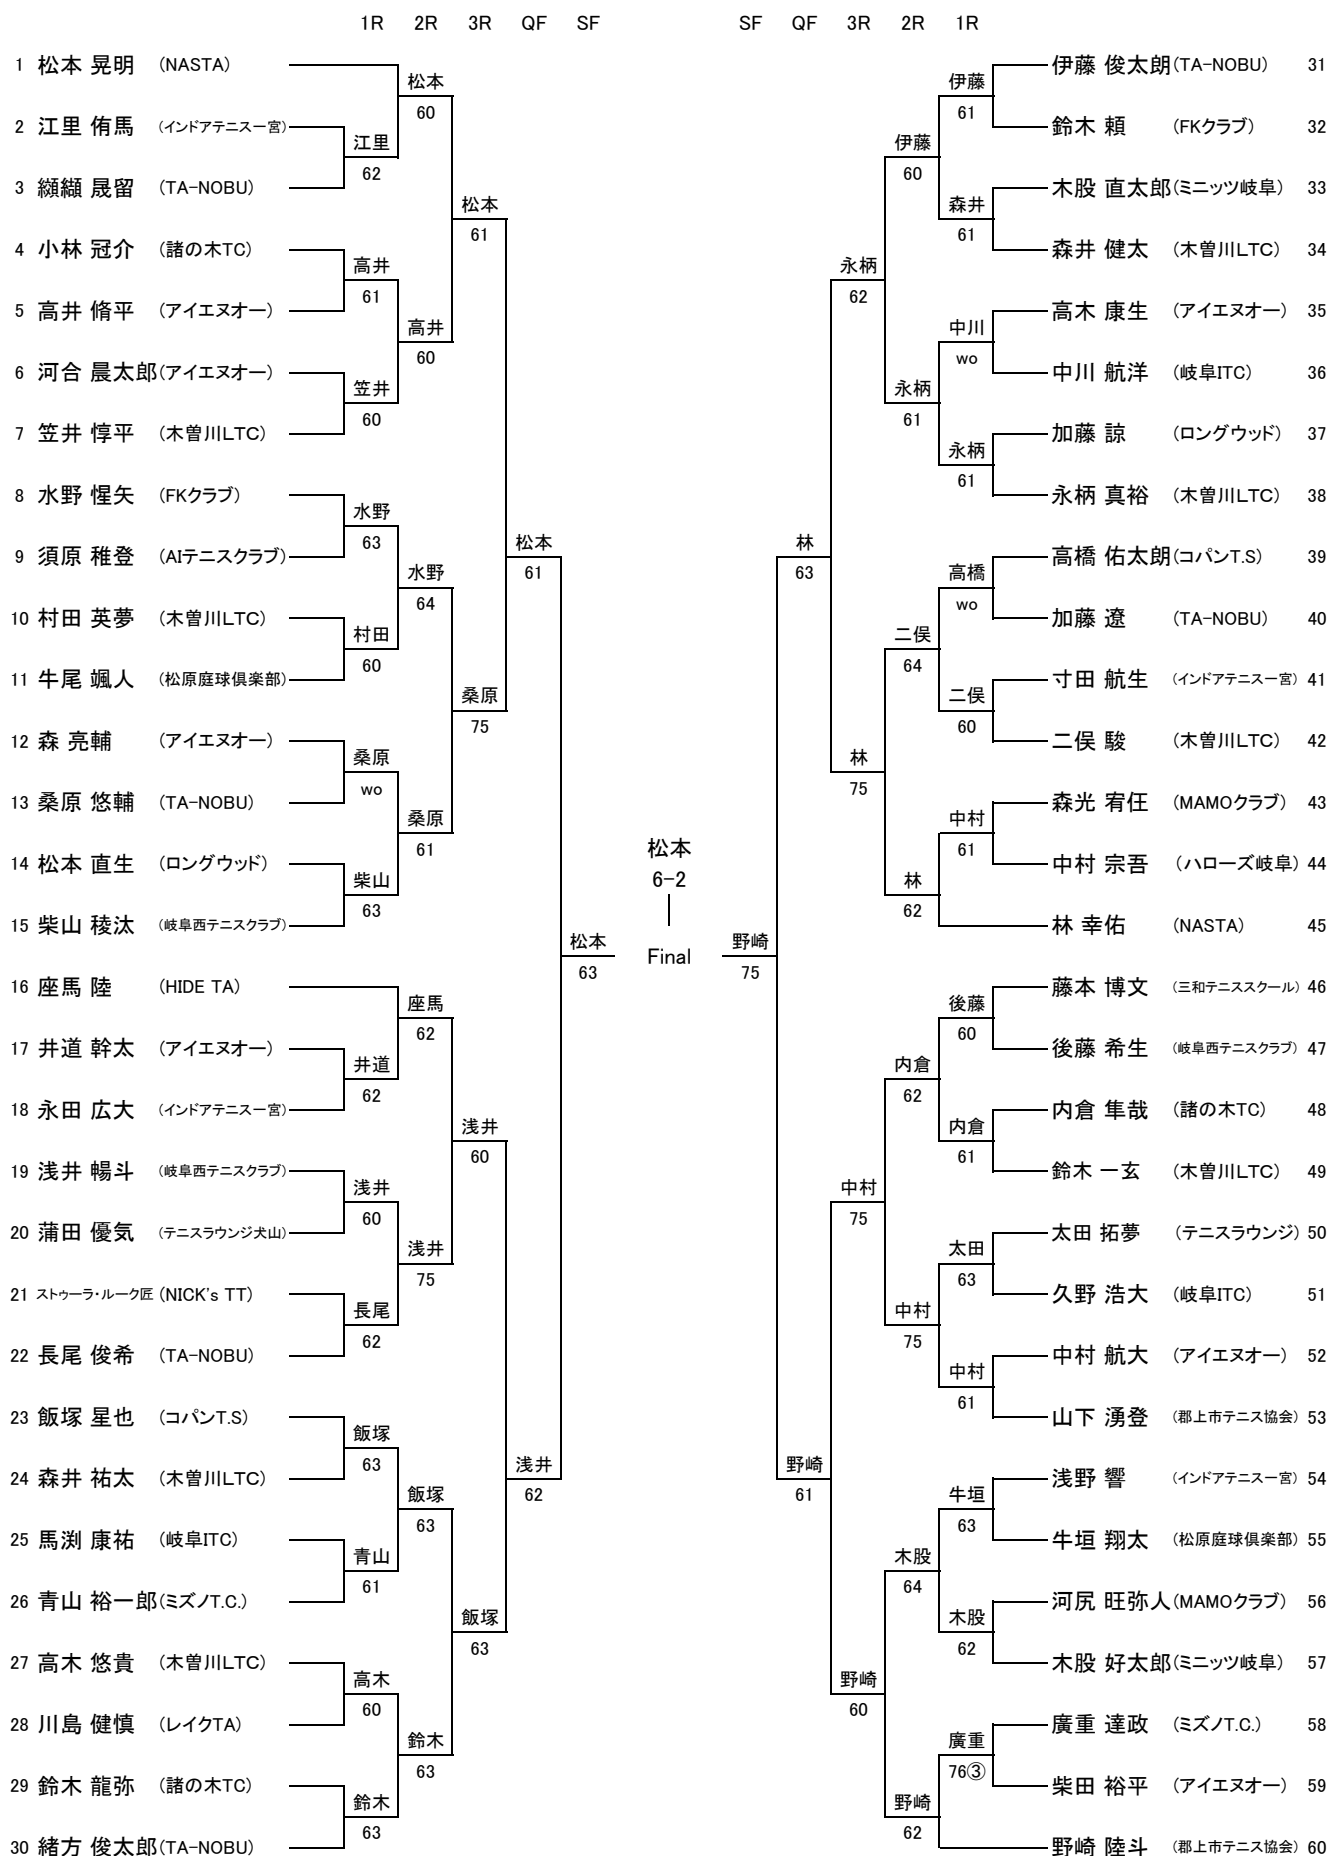 1R 2R 3R QF SF
SF QF 3R 2R 1R
1 松本 晃明 (NASTA)
2 江里 侑馬 (インドアテニス一宮)
3 纐纈 晟留 (TA-NOBU)
4 小林 冠介 (諸の木TC)
5 高井 脩平 (アイエヌオー)
6 河合 晨太郎(アイエヌオー)
7 笠井 惇平 (木曽川LTC)
8 水野 惺矢 (FKクラブ)
9 須原 稚登 (AIテニスクラブ)
10 村田 英夢 (木曽川LTC)
11 牛尾 颯人 (松原庭球倶楽部)
12 森 亮輔 (アイエヌオー)
13 桑原 悠輔 (TA-NOBU)
14 松本 直生 (ロングウッド)
15 柴山 稜汰 (岐阜西テニスクラブ)
16 座馬 陸 (HIDE TA)
17 井道 幹太 (アイエヌオー)
18 永田 広大 (インドアテニス一宮)
19 浅井 暢斗 (岐阜西テニスクラブ)
20 蒲田 優気 (テニスラウンジ犬山)
21 ストゥーラ・ルーク匠 (NICK's TT)
22 長尾 俊希 (TA-NOBU)
23 飯塚 星也 (コパンT.S)
24 森井 祐太 (木曽川LTC)
25 馬渕 康祐 (岐阜ITC)
26 青山 裕一郎(ミズノT.C.)
27 高木 悠貴 (木曽川LTC)
28 川島 健慎 (レイクTA)
29 鈴木 龍弥 (諸の木TC)
30 緒方 俊太郎(TA-NOBU)
江里
62
高井
61
笠井
60
水野
63
村田
60
桑原
wo
柴山
63
井道
62
浅井
60
長尾
62
飯塚
63
青山
61
高木
60
鈴木
63
松本
60
高井
60
水野
64
桑原
61
座馬
62
浅井
75
飯塚
63
鈴木
63
松本
61
桑原
75
浅井
60
飯塚
63
松本
61
浅井
62
松本
63
松本
6-2
Final
野崎
75
林
63
野崎
61
永柄
62
林
75
中村
75
野崎
60
伊藤
60
永柄
61
二俣
64
林
62
内倉
62
中村
75
木股
64
野崎
62
伊藤
61
森井
61
中川
wo
永柄
61
高橋
wo
二俣
60
中村
61
後藤
60
内倉
61
太田
63
中村
61
牛垣
63
木股
62
廣重
76③
伊藤 俊太朗(TA-NOBU) 31
鈴木 頼 (FKクラブ) 32
木股 直太郎(ミニッツ岐阜) 33
森井 健太 (木曽川LTC) 34
高木 康生 (アイエヌオー) 35
中川 航洋 (岐阜ITC) 36
加藤 諒 (ロングウッド) 37
永柄 真裕 (木曽川LTC) 38
高橋 佑太朗(コパンT.S) 39
加藤 遼 (TA-NOBU) 40
寸田 航生 (インドアテニス一宮) 41
二俣 駿 (木曽川LTC) 42
森光 宥任 (MAMOクラブ) 43
中村 宗吾 (ハローズ岐阜) 44
林 幸佑 (NASTA) 45
藤本 博文 (三和テニススクール) 46
後藤 希生 (岐阜西テニスクラブ) 47
内倉 隼哉 (諸の木TC) 48
鈴木 一玄 (木曽川LTC) 49
太田 拓夢 (テニスラウンジ) 50
久野 浩大 (岐阜ITC) 51
中村 航大 (アイエヌオー) 52
山下 湧登 (郡上市テニス協会) 53
浅野 響 (インドアテニス一宮) 54
牛垣 翔太 (松原庭球倶楽部) 55
河尻 旺弥人(MAMOクラブ) 56
木股 好太郎(ミニッツ岐阜) 57
廣重 達政 (ミズノT.C.) 58
柴田 裕平 (アイエヌオー) 59
野崎 陸斗 (郡上市テニス協会) 60